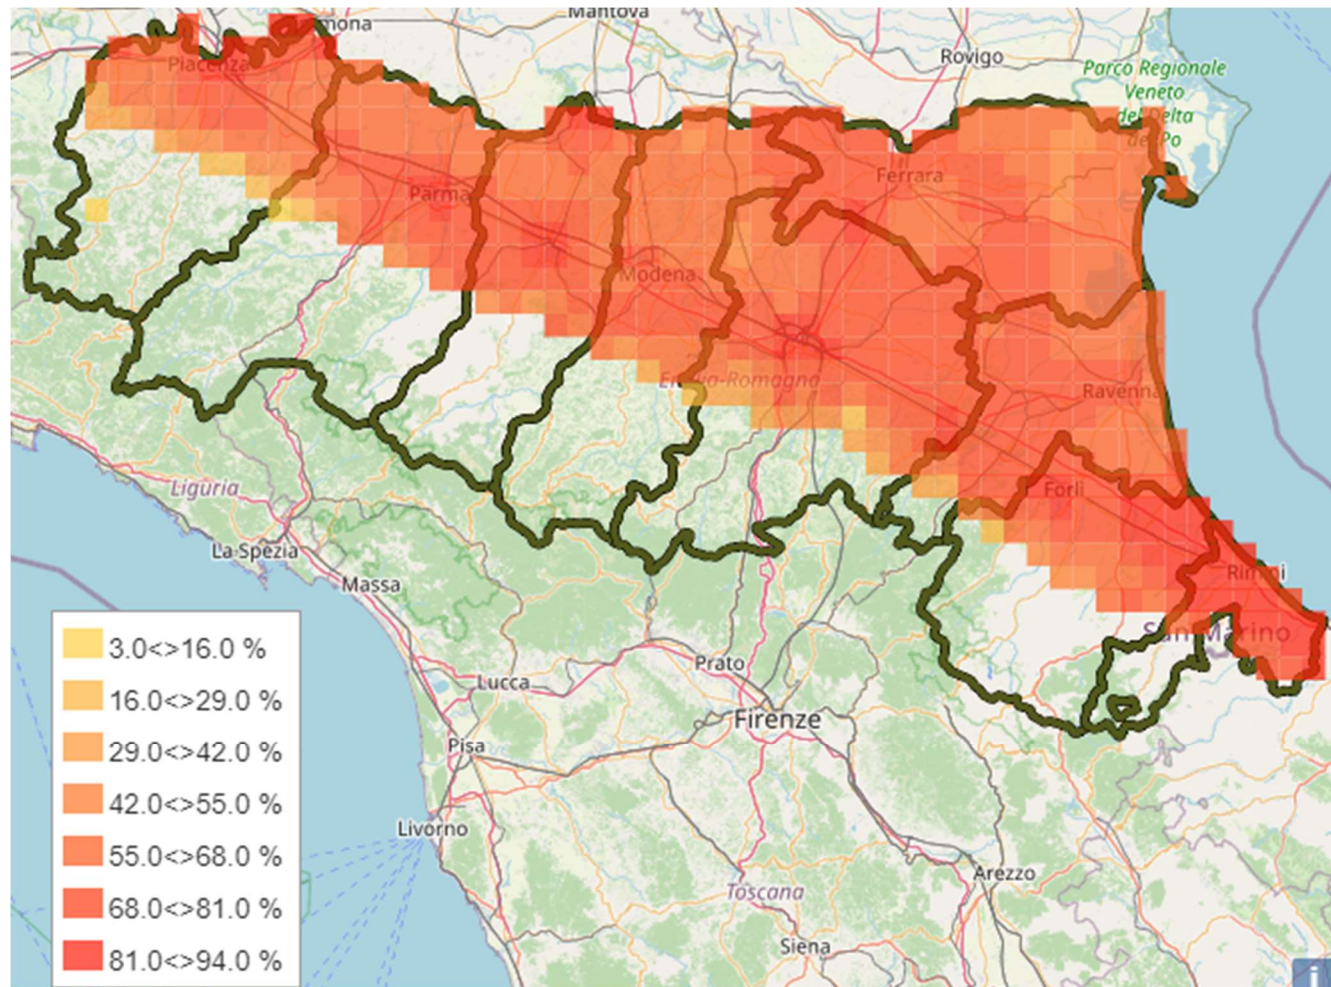 Mantova
mona
Piacenza
Rovigo
Parco Regionale
Veneto
del Delta
del Po
Parma
Ferrara
Modena
Emilia-Romagna
Ravenna
Liguria
Forlì
La Spezia
Massa
Rimini
San Marino
Prato
Lucca
Firenze
Pisa
Livorno
Arezzo
Toscana
Siena
3.0<>16.0 %
16.0<>29.0 %
29.0<>42.0 %
42.0<>55.0 %
55.0<>68.0 %
68.0<>81.0 %
81.0<>94.0 %
i